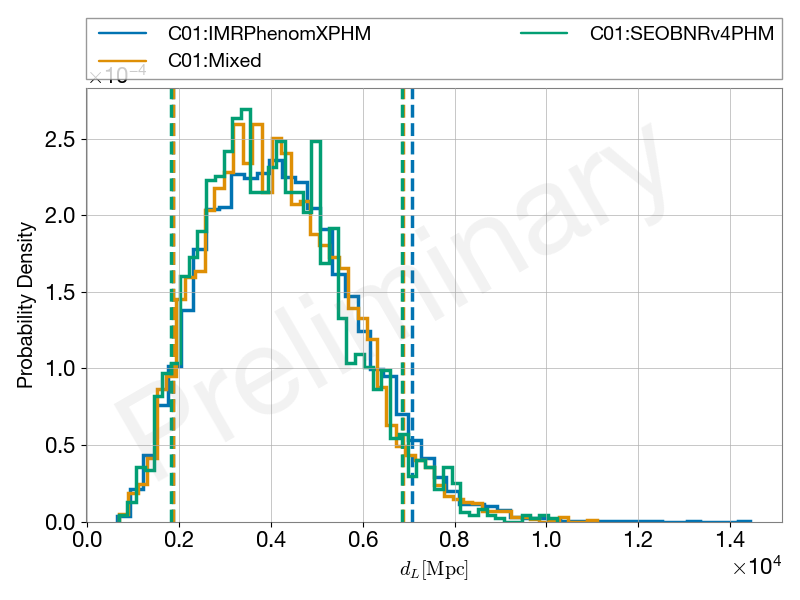 C01:IMRPhenomXPHM
C01:Mixed
C01:SEOBNRv4PHM
×10⁻⁴
2.5
2.0
1.5
1.0
0.5
0.0
Probability Density
Preliminary
0.0 0.2 0.4 0.6 0.8 1.0 1.2 1.4
×10⁴
d_L[Mpc]